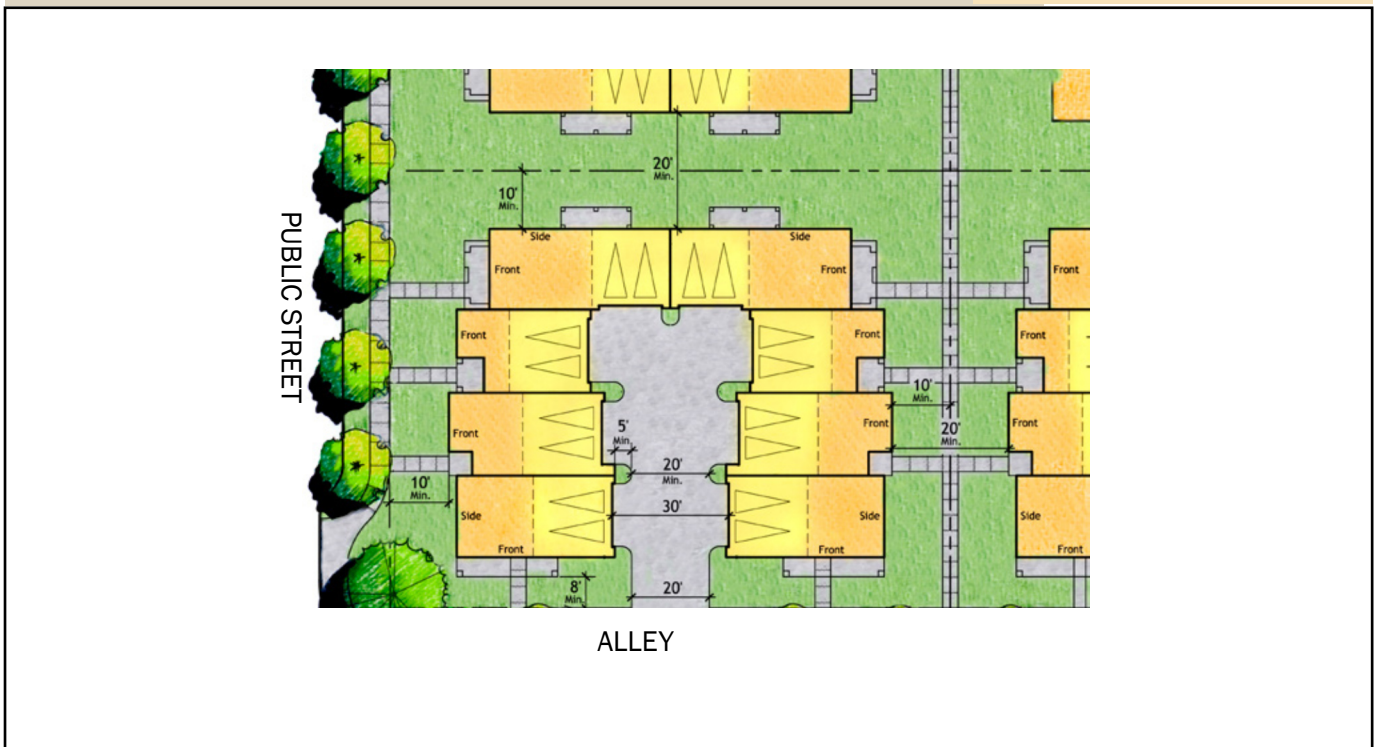 20'
Min.
10'
Min.
Side
Side
Front
Front
Front
PUBLIC STREET
Front
Front
Front
10'
Min.
Front
Front
Front
5'
Min.
20'
Min.
20'
Min.
10'
Min.
30'
Side
Side
Side
Front
Front
Front
8'
Min.
20'
ALLEY